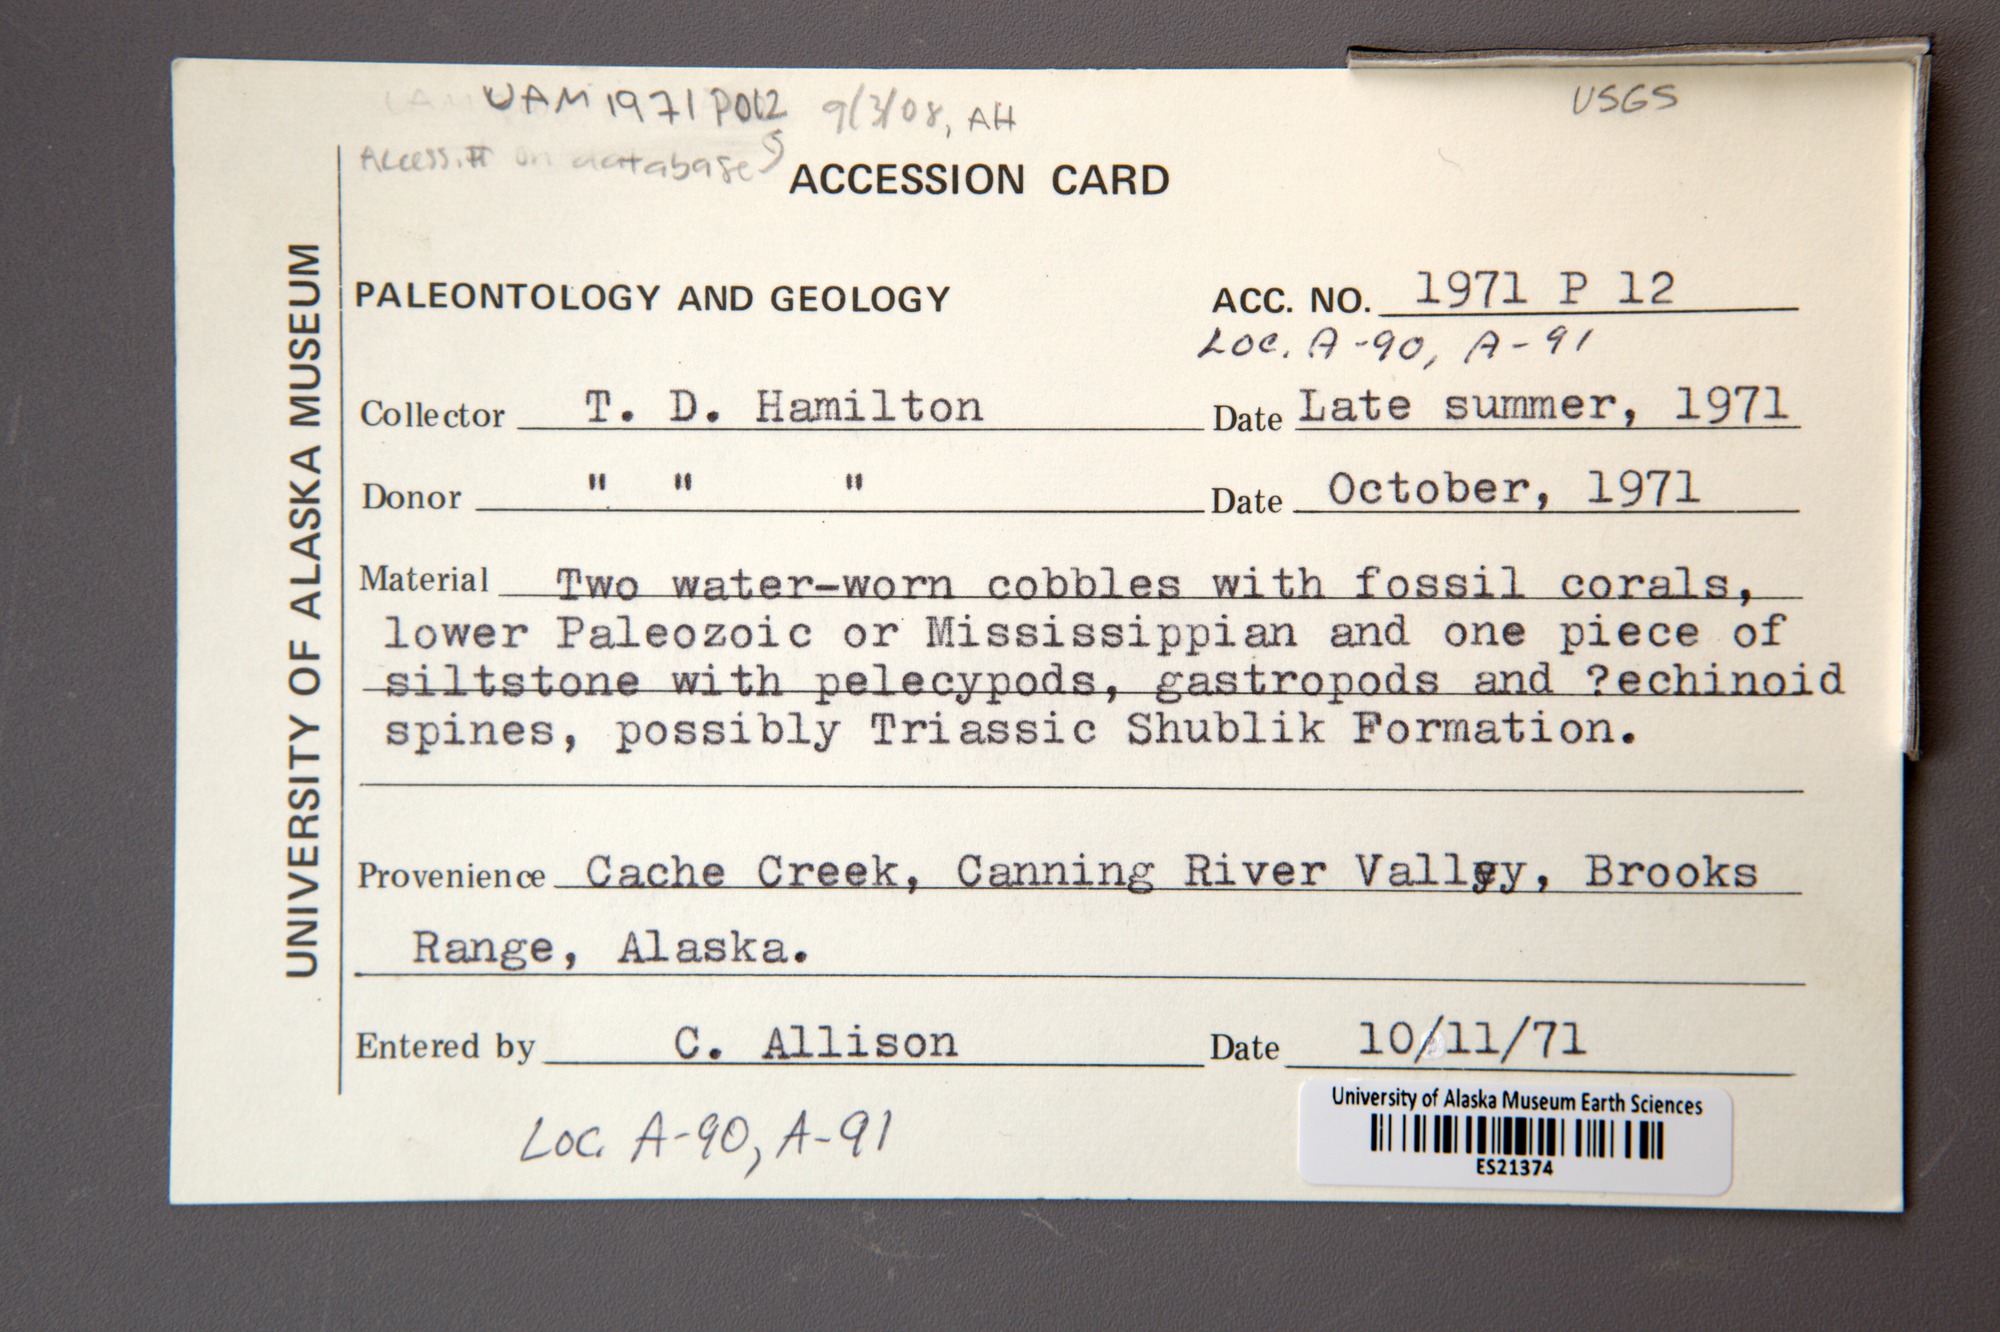 UAM 1971 P012 9/3/08, AH
USGS
Access. # on database
ACCESSION CARD
UNIVERSITY OF ALASKA MUSEUM
PALEONTOLOGY AND GEOLOGY ACC. NO. 1971 P 12
Loc. A-90, A-91
Collector T. D. Hamilton Date Late summer, 1971
Donor " " " Date October, 1971
Material Two water-worn cobbles with fossil corals,
lower Paleozoic or Mississippian and one piece of
siltstone with pelecypods, gastropods and ?echinoid
spines, possibly Triassic Shublik Formation.
Provenience Cache Creek, Canning River Valley, Brooks
Range, Alaska.
Entered by C. Allison Date 10/11/71
Loc. A-90, A-91
University of Alaska Museum Earth Sciences
ES21374